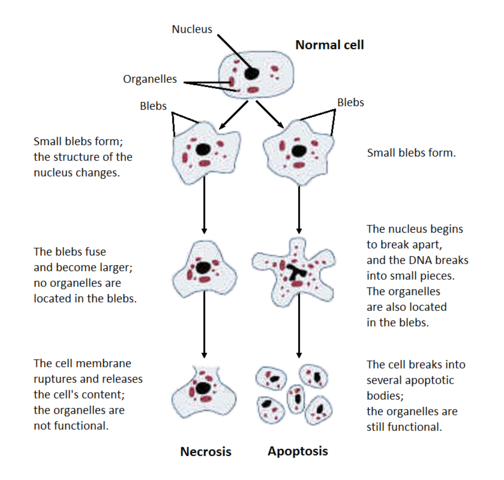 Nucleus
Normal cell
Organelles
Blebs
Blebs
Small blebs form;
the structure of the
nucleus changes.
Small blebs form.
The blebs fuse
and become larger;
no organelles are
located in the blebs.
The nucleus begins
to break apart,
and the DNA breaks
into small pieces.
The organelles
are also located
in the blebs.
The cell membrane
ruptures and releases
the cell's content;
the organelles are
not functional.
The cell breaks into
several apoptotic
bodies;
the organelles are
still functional.
Necrosis
Apoptosis